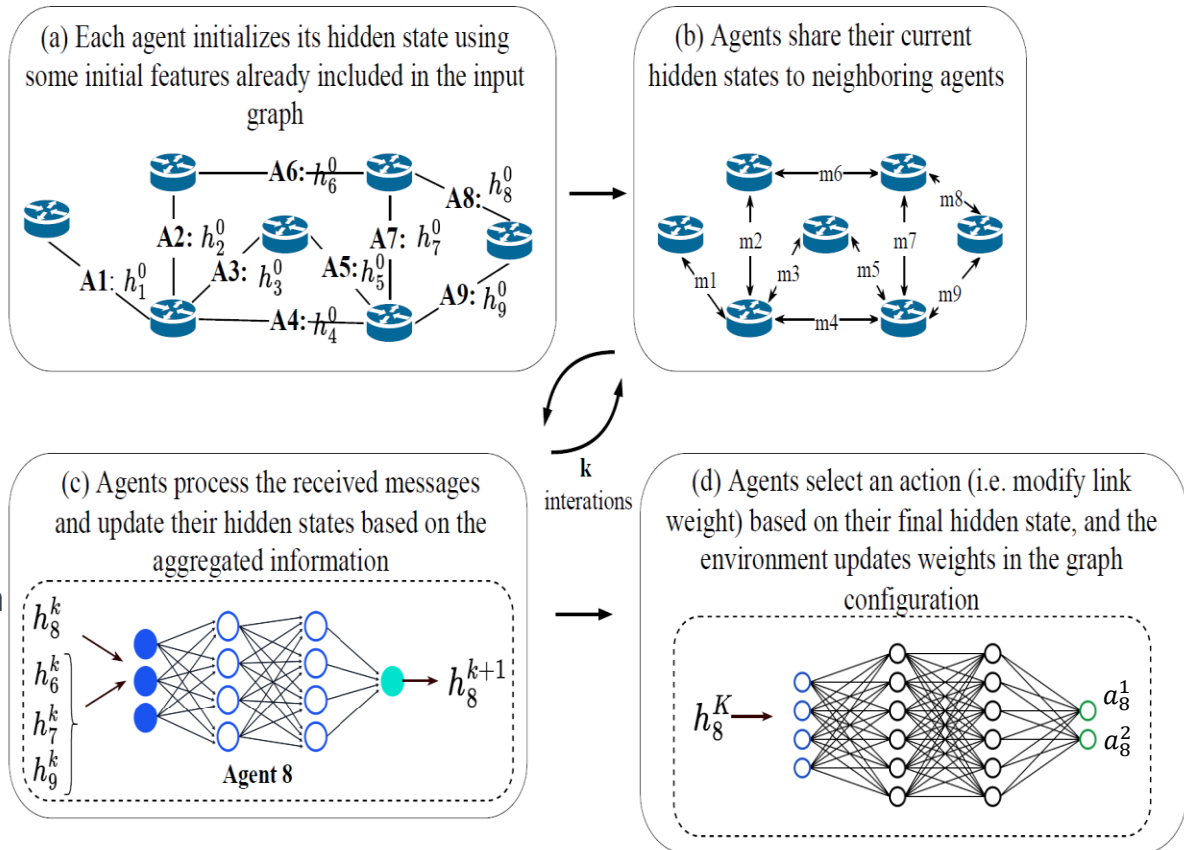 (a) Each agent initializes its hidden state using
some initial features already included in the input
graph
A6: h_6^0
A8: h_8^0
A2: h_2^0
A7: h_7^0
A1: h_1^0
A3: h_3^0
A5: h_5^0
A9: h_9^0
A4: h_4^0
(b) Agents share their current
hidden states to neighboring agents
m6
m8
m2
m7
m1
m3
m5
m9
m4
k
interations
(c) Agents process the received messages
and update their hidden states based on the
aggregated information
h_8^k
h_6^k
h_7^k
h_9^k
h_8^{k+1}
Agent 8
(d) Agents select an action (i.e. modify link
weight) based on their final hidden state, and the
environment updates weights in the graph
configuration
h_8^K
a_8^1
a_8^2